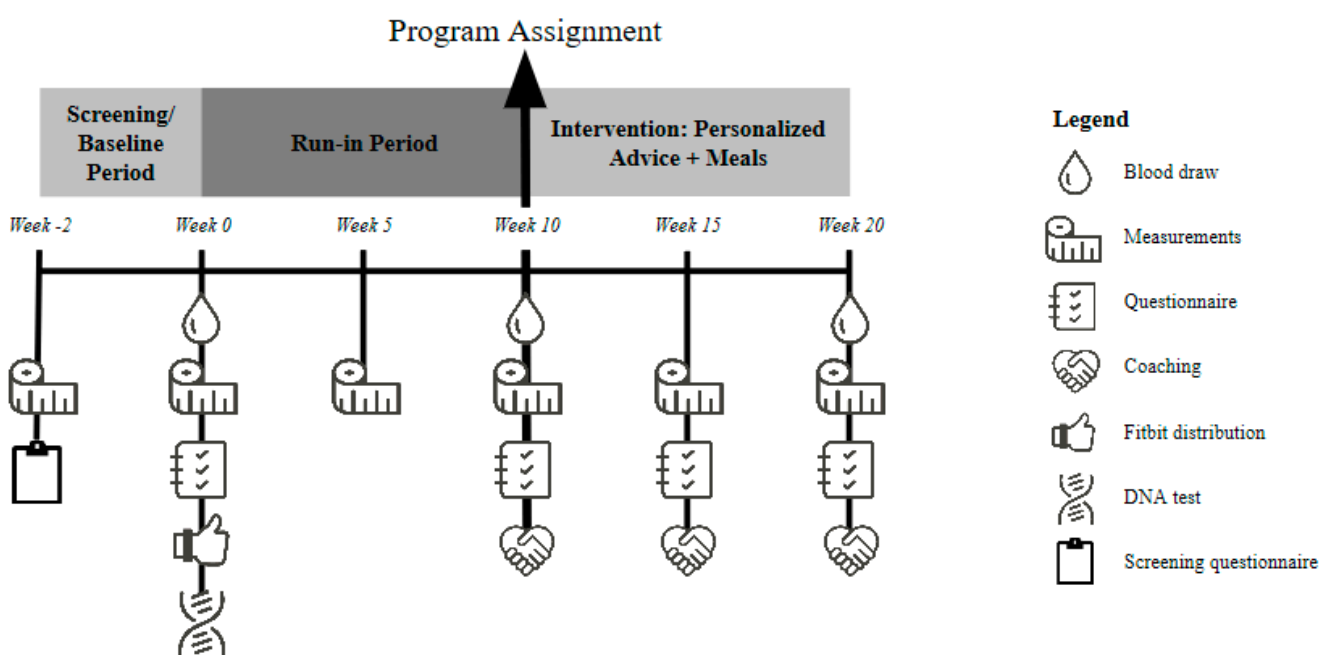 Program Assignment
Screening/
Baseline
Period
Run-in Period
Intervention: Personalized
Advice + Meals
Week -2
Week 0
Week 5
Week 10
Week 15
Week 20
Legend
Blood draw
Measurements
Questionnaire
Coaching
Fitbit distribution
DNA test
Screening questionnaire